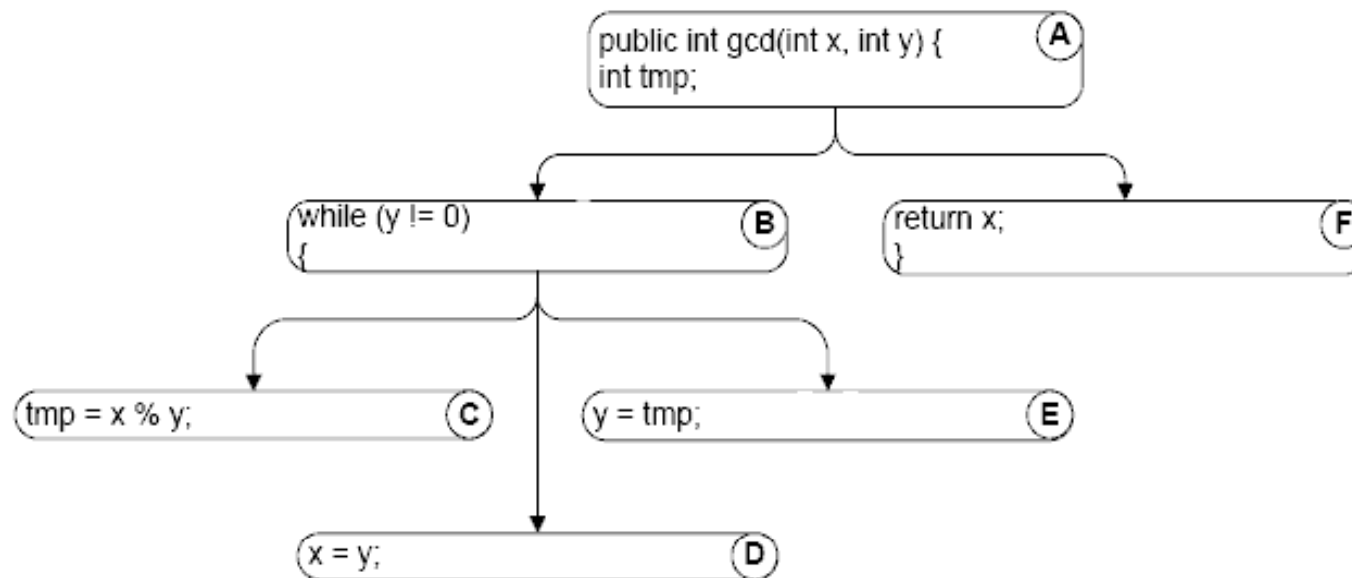 public int gcd(int x, int y) { A
int tmp;
while (y != 0) B
{
return x; F
}
tmp = x % y; C
y = tmp; E
x = y; D